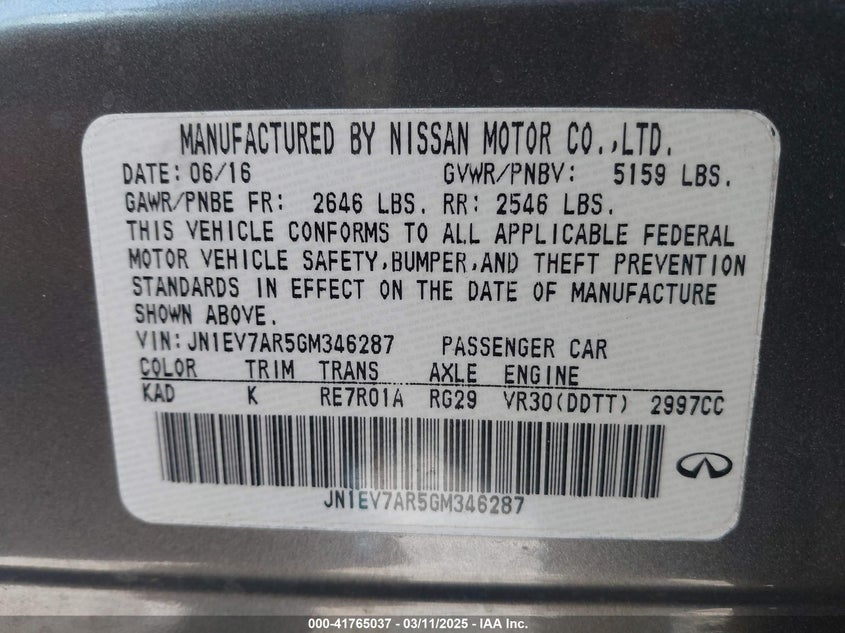 MANUFACTURED BY NISSAN MOTOR CO.,LTD.
DATE: 06/16 GVWR/PNBV: 5159 LBS.
GAWR/PNBE FR: 2646 LBS. RR: 2546 LBS.
THIS VEHICLE CONFORMS TO ALL APPLICABLE FEDERAL
MOTOR VEHICLE SAFETY,BUMPER,AND THEFT PREVENTION
STANDARDS IN EFFECT ON THE DATE OF MANUFACTURE
SHOWN ABOVE.
VIN:JN1EV7AR5GM346287 PASSENGER CAR
COLOR TRIM TRANS AXLE ENGINE
KAD K RE7R01A RG29 VR30(DDTT) 2997CC
JN1EV7AR5GM346287
000-41765037 - 03/11/2025 - IAA Inc.